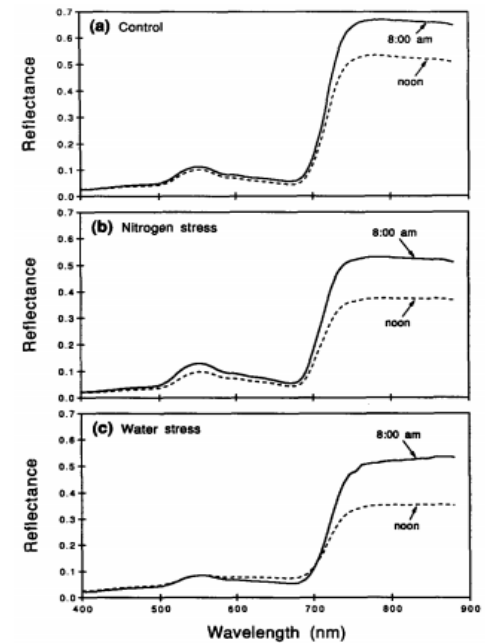 (a) Control
8:00 am
noon
Reflectance
0.7
0.6
0.5
0.4
0.3
0.2
0.1
0.0
(b) Nitrogen stress
8:00 am
noon
Reflectance
0.7
0.6
0.5
0.4
0.3
0.2
0.1
0.0
(c) Water stress
8:00 am
noon
Reflectance
0.7
0.6
0.5
0.4
0.3
0.2
0.1
0.0
400 500 600 700 800 900
Wavelength (nm)